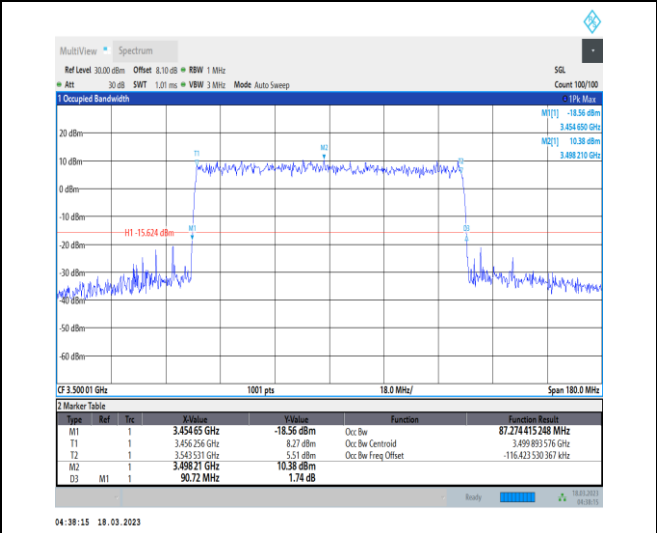 MultiView Spectrum
Ref Level 30.00 dBm Offset 8.10 dB RBW 1 MHz SGL
Att 30 dB SWT 1.01 ms VBW 3 MHz Mode Auto Sweep Count 100/100
1 Occupied Bandwidth 1Pk Max
M1[1] -18.56 dBm
3.454 650 GHz
M2[1] 10.38 dBm
3.498 210 GHz
20 dBm
M2
T1
T2
10 dBm
0 dBm
-10 dBm
H1 -15.624 dBm M1 D3
-20 dBm
-30 dBm
-40 dBm
-50 dBm
-60 dBm
CF 3.500 01 GHz 1001 pts 18.0 MHz/ Span 180.0 MHz
2 Marker Table
Type Ref Trc X-Value Y-Value Function Function Result
M1 1 3.454 65 GHz -18.56 dBm Occ Bw 87.274 415 248 MHz
T1 1 3.456 256 GHz 8.27 dBm Occ Bw Centroid 3.499 893 576 GHz
T2 1 3.543 531 GHz 5.51 dBm Occ Bw Freq Offset -116.423 530 367 kHz
M2 1 3.498 21 GHz 10.38 dBm
D3 M1 1 90.72 MHz 1.74 dB
Ready 18.03.2023
04:38:15
04:38:15 18.03.2023